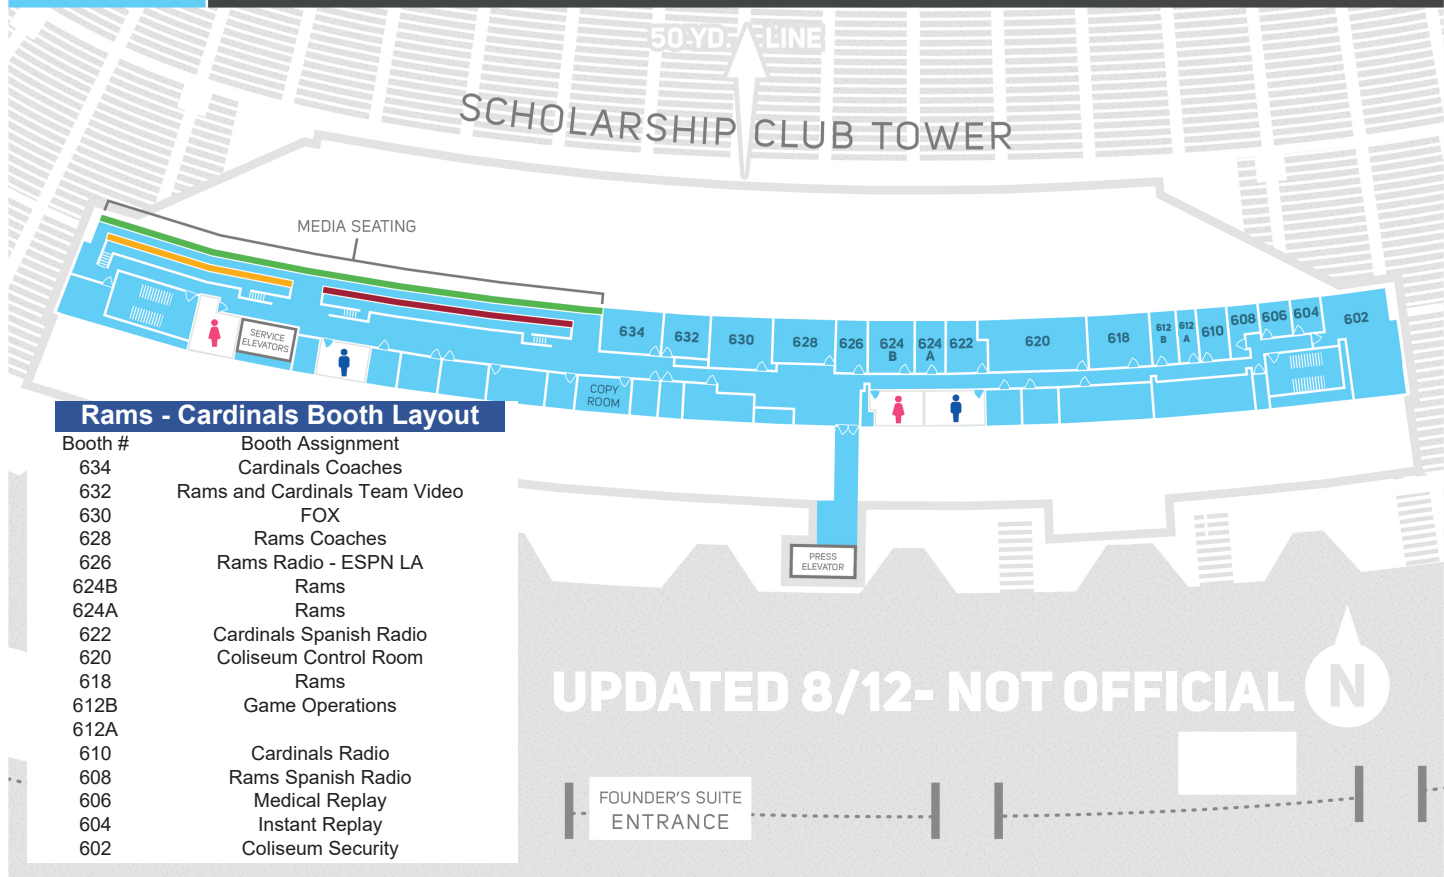 50 YD. LINE
SCHOLARSHIP CLUB TOWER
MEDIA SEATING
SERVICE
ELEVATORS
COPY
ROOM
634
632
630
628
626
624
B
624
A
622
620
618
612
B
612
A
610
608
606
604
602
PRESS
ELEVATOR
Rams - Cardinals Booth Layout
Booth # Booth Assignment
634 Cardinals Coaches
632 Rams and Cardinals Team Video
630 FOX
628 Rams Coaches
626 Rams Radio - ESPN LA
624B Rams
624A Rams
622 Cardinals Spanish Radio
620 Coliseum Control Room
618 Rams
612B Game Operations
612A
610 Cardinals Radio
608 Rams Spanish Radio
606 Medical Replay
604 Instant Replay
602 Coliseum Security
UPDATED 8/12- NOT OFFICIAL
N
FOUNDER'S SUITE
ENTRANCE